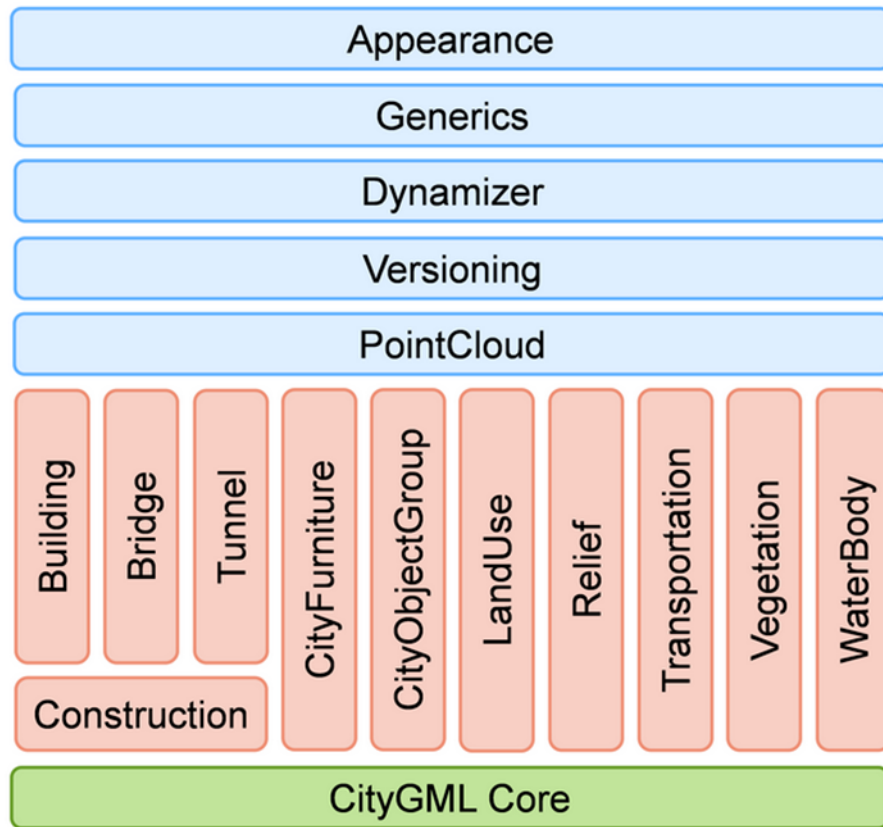 Appearance
Generics
Dynamizer
Versioning
PointCloud
Building
Bridge
Tunnel
CityFurniture
CityObjectGroup
LandUse
Relief
Transportation
Vegetation
WaterBody
Construction
CityGML Core